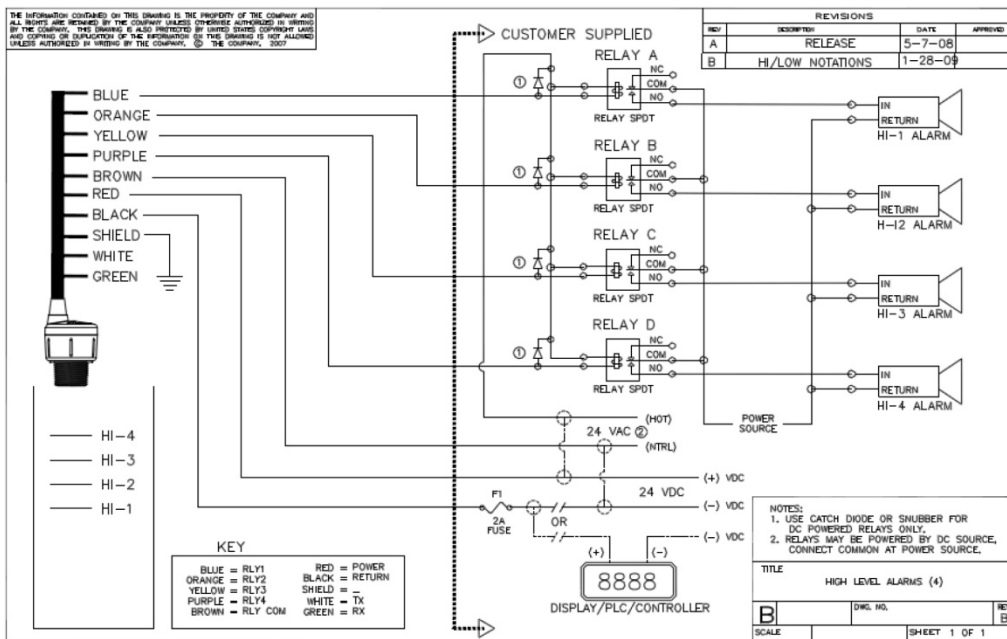 THE INFORMATION CONTAINED ON THIS DRAWING IS THE PROPERTY OF THE COMPANY AND
ALL RIGHTS ARE RETAINED BY THE COMPANY UNLESS OTHERWISE AUTHORIZED IN WRITING
BY THE COMPANY. THIS DRAWING IS ALSO PROTECTED BY UNITED STATES COPYRIGHT LAWS
AND COPYING OR DUPLICATION OF THE INFORMATION ON THIS DRAWING IS NOT ALLOWED
UNLESS AUTHORIZED IN WRITING BY THE COMPANY. © THE COMPANY, 2007
REVISIONS
REV DESCRIPTION DATE APPROVED
A RELEASE 5-7-08
B HI/LOW NOTATIONS 1-28-09
CUSTOMER SUPPLIED
BLUE
ORANGE
YELLOW
PURPLE
BROWN
RED
BLACK
SHIELD
WHITE
GREEN
RELAY A
①
NC
COM
NO
RELAY SPDT
RELAY B
①
NC
COM
NO
RELAY SPDT
RELAY C
①
NC
COM
NO
RELAY SPDT
RELAY D
①
NC
COM
NO
RELAY SPDT
IN
RETURN
HI-1 ALARM
IN
RETURN
H-I2 ALARM
IN
RETURN
HI-3 ALARM
IN
RETURN
HI-4 ALARM
POWER
SOURCE
(HOT)
24 VAC ②
(NTRL)
(+) VDC
24 VDC
(-) VDC
(-) VDC
F1
2A
FUSE
OR
(+) (-)
8888
DISPLAY/PLC/CONTROLLER
HI-4
HI-3
HI-2
HI-1
KEY
BLUE = RLY1
ORANGE = RLY2
YELLOW = RLY3
PURPLE = RLY4
BROWN = RLY COM
RED = POWER
BLACK = RETURN
SHIELD = _
WHITE - TX
GREEN = RX
NOTES:
1. USE CATCH DIODE OR SNUBBER FOR
DC POWERED RELAYS ONLY.
2. RELAYS MAY BE POWERED BY DC SOURCE,
CONNECT COMMON AT POWER SOURCE.
TITLE
HIGH LEVEL ALARMS (4)
B
DWG. NO.
RE
B
SCALE
SHEET 1 OF 1